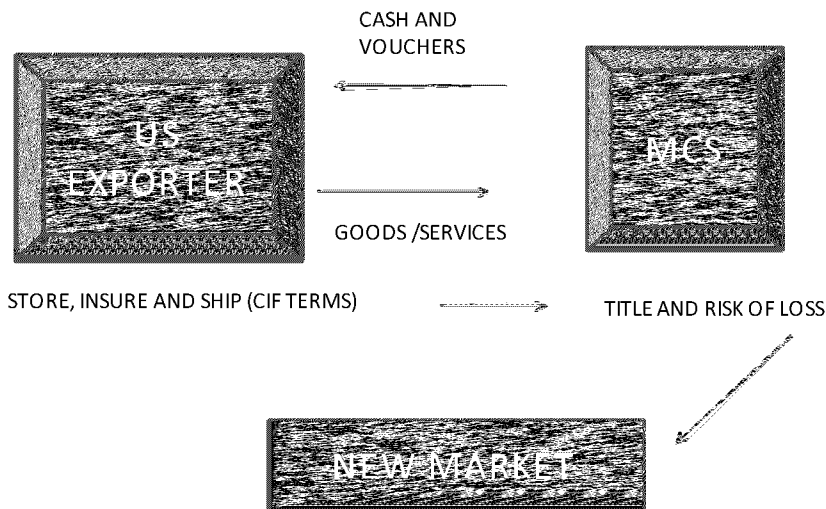 CASH AND
VOUCHERS
US
EXPORTER
MCS
GOODS /SERVICES
STORE, INSURE AND SHIP (CIF TERMS)
TITLE AND RISK OF LOSS
NEW MARKET